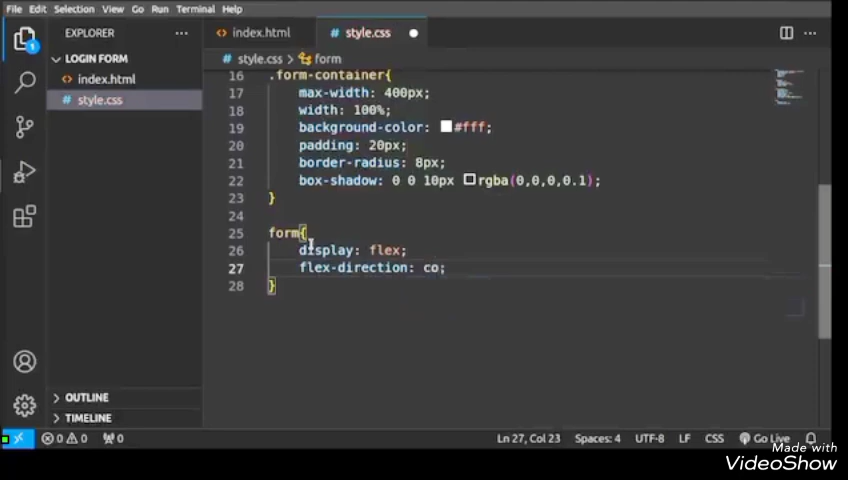 File Edit Selection View Go Run Terminal Help
EXPLORER
index.html
style.css
LOGIN FORM
style.css > form
index.html
style.css
1
16 .form-container{
17 max-width: 400px;
18 width: 100%;
19 background-color: #fff;
20 padding: 20px;
21 border-radius: 8px;
22 box-shadow: 0 0 10px rgba(0,0,0,0.1);
23 }
24
25 form{
26 display: flex;
27 flex-direction: co;
28 }
OUTLINE
TIMELINE
0 0 0 Ln 27, Col 23 Spaces: 4 UTF-8 LF CSS Go Live
Made with
VideoShow